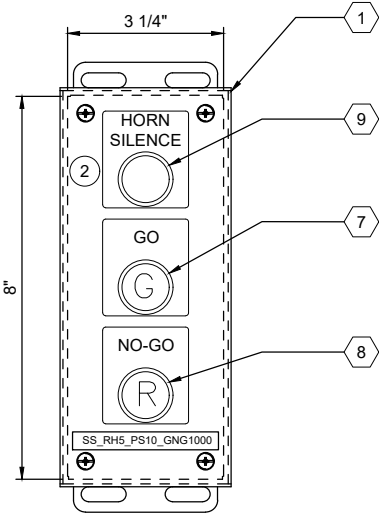 3 1/4"
1
HORN
SILENCE
9
2
8"
GO
7
G
NO-GO
8
R
SS_RH5_PS10_GNG1000